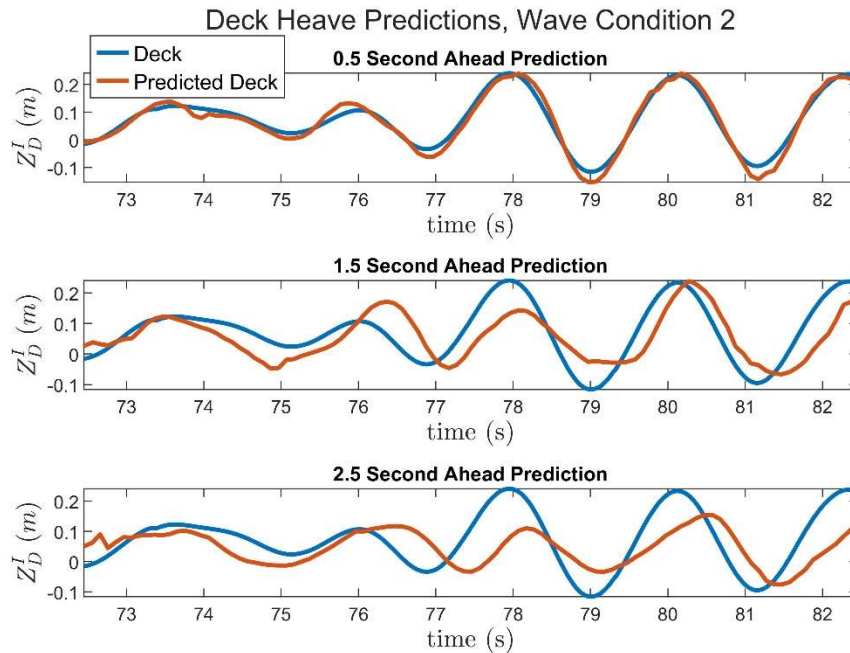 Deck Heave Predictions, Wave Condition 2
Deck
Predicted Deck
0.5 Second Ahead Prediction
Z_D^I (m)
0.2
0.1
0
-0.1
73 74 75 76 77 78 79 80 81 82
time (s)
1.5 Second Ahead Prediction
Z_D^I (m)
0.2
0.1
0
-0.1
73 74 75 76 77 78 79 80 81 82
time (s)
2.5 Second Ahead Prediction
Z_D^I (m)
0.2
0.1
0
-0.1
73 74 75 76 77 78 79 80 81 82
time (s)